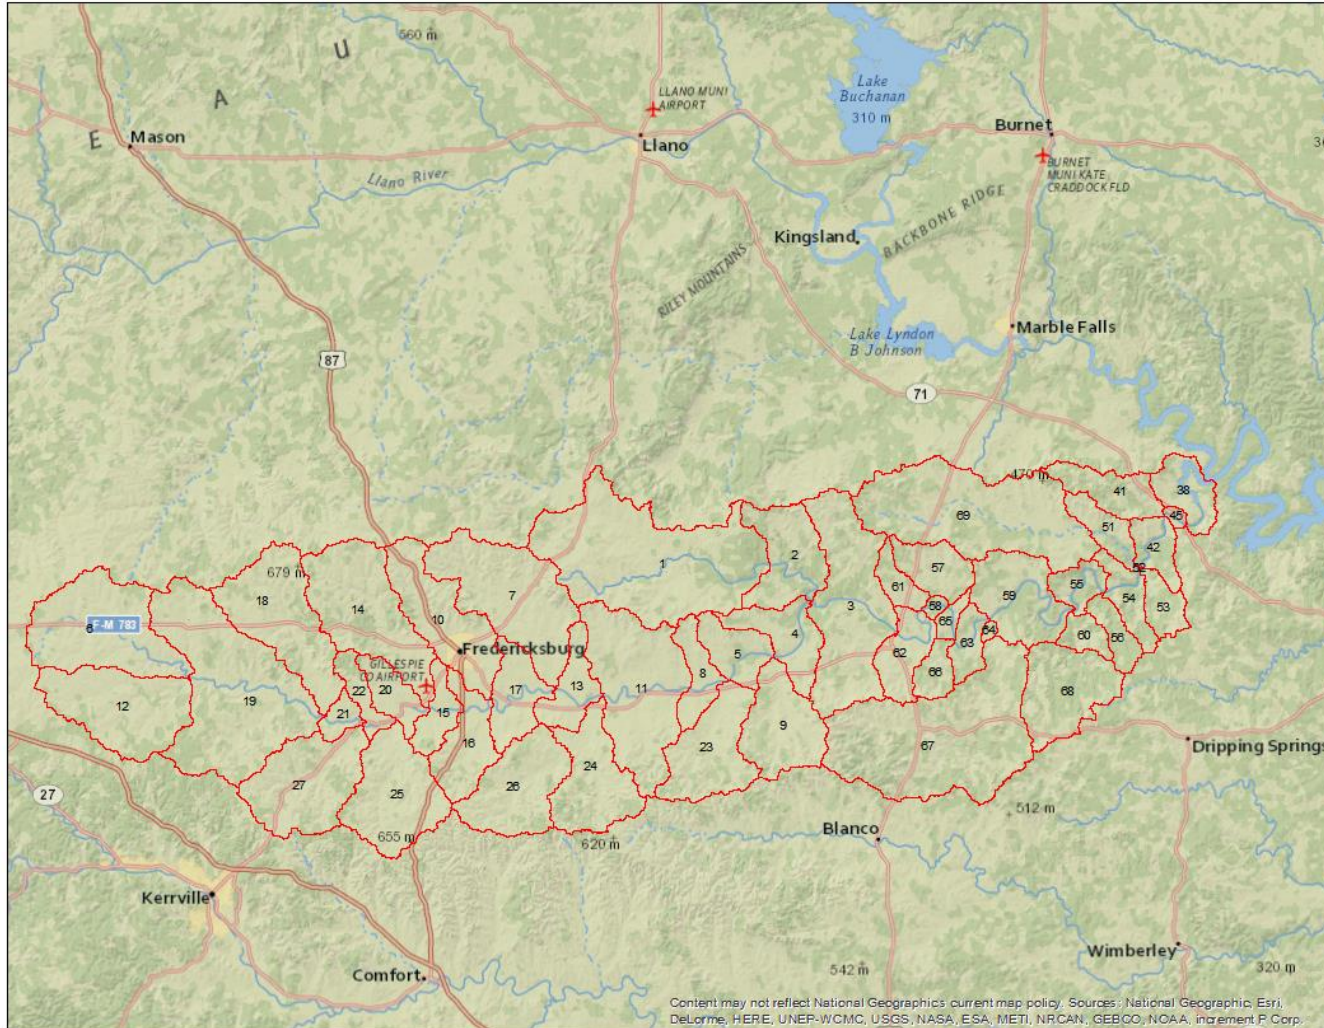 560 m
U
A
E
LLANO MUNI
AIRPORT
Lake
Buchanan
310 m
Burnet
Mason
Llano
BURNET
MUNI KATE
CRADDOCK FLD
Llano River
BACKBONE RIDGE
Kingsland
RILEY MOUNTAINS
Lake Lyndon
B Johnson
Marble Falls
87
71
470 m
41
38
69
45
51
1
2
42
679 m
57
52
18
14
7
61
55
59
54
53
10
3
58
6
F-M 783
65
4
64
60
56
Fredericksburg
63
62
5
GILLESPIE
CO AIRPORT
8
66
22
20
17
13
11
68
19
12
21
15
9
16
23
67
Dripping Springs
24
27
25
26
27
512 m
Blanco
655 m
620 m
Kerrville
Wimberley
Comfort
542 m
320 m
Content may not reflect National Geographic's current map policy. Sources: National Geographic, Esri,
DeLorme, HERE, UNEP-WCMC, USGS, NASA, ESA, METI, NRCAN, GEBCO, NOAA, increment P Corp.